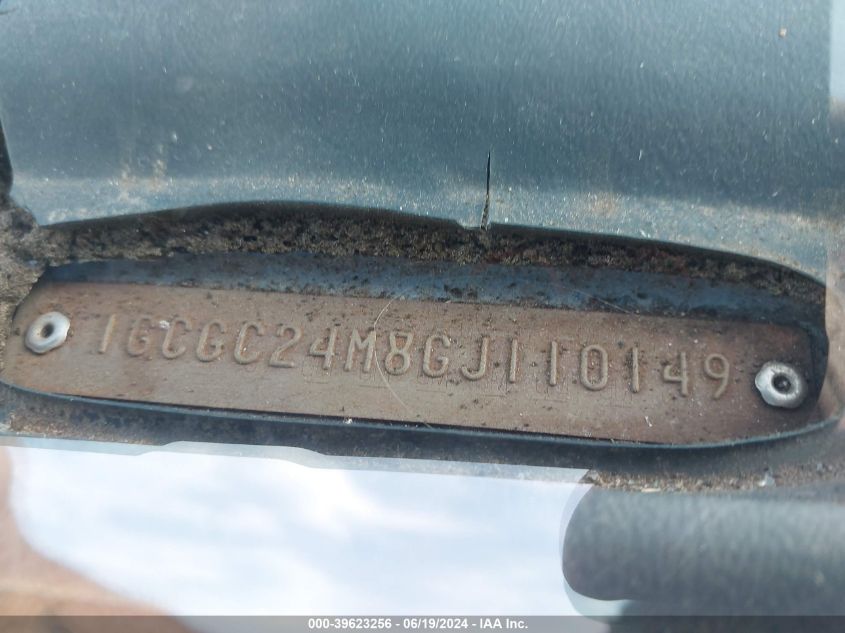 1GCGC24M8GJ110149
000-39623256 - 06/19/2024 - IAA Inc.